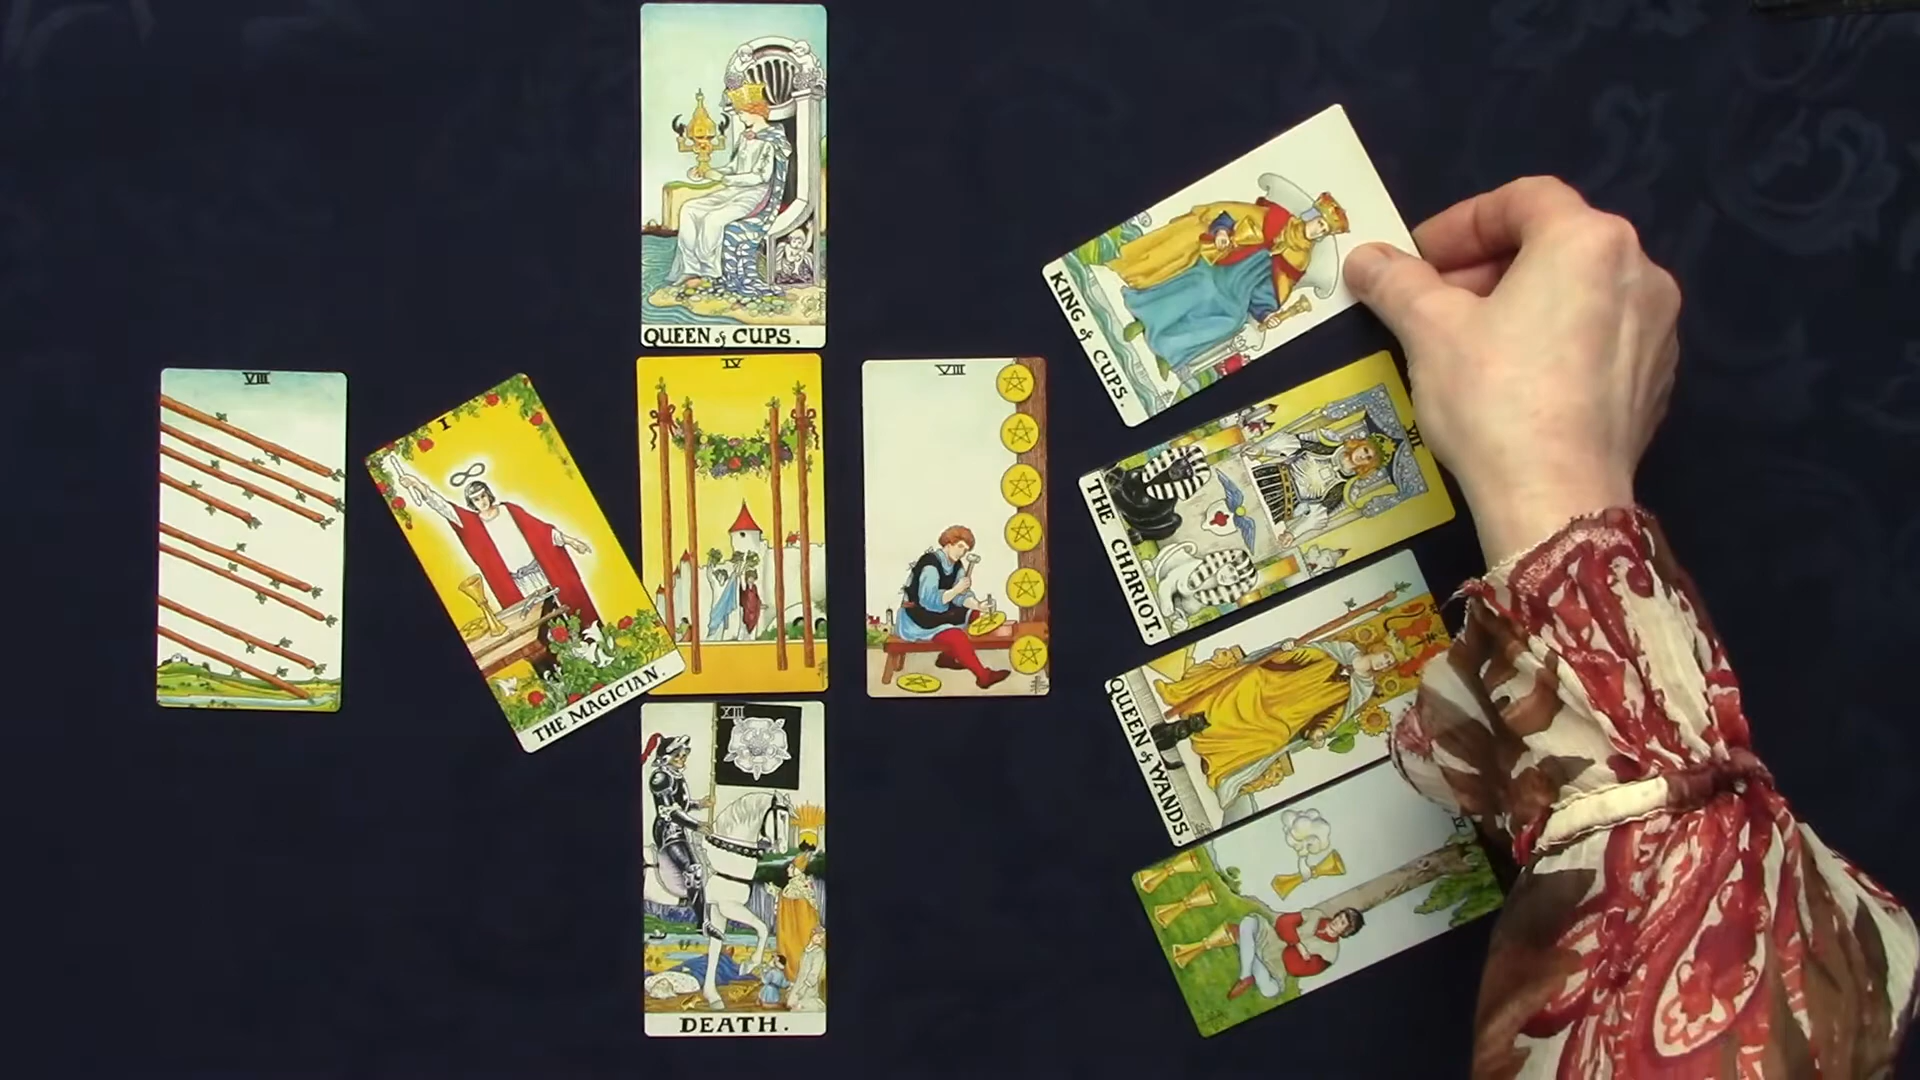 QUEEN of CUPS.
VIII
I
THE MAGICIAN.
IV
VIII
XIII
DEATH.
KING of CUPS.
VII
THE CHARIOT.
QUEEN of WANDS.
IV